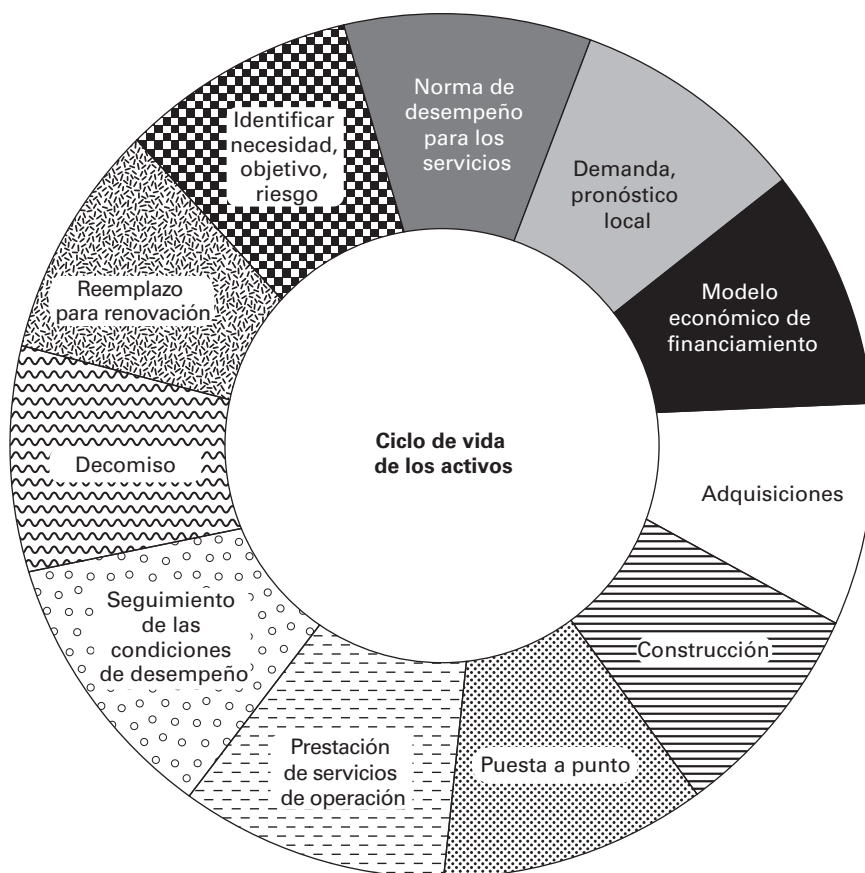 Norma de
desempeño
para los
servicios
Demanda,
pronóstico
local
Modelo
económico de
financiamiento
Adquisiciones
Construcción
Puesta a punto
Prestación
de servicios
de operación
Seguimiento
de las
condiciones
de desempeño
Decomiso
Reemplazo
para renovación
Identificar
necesidad,
objetivo,
riesgo
Ciclo de vida
de los activos